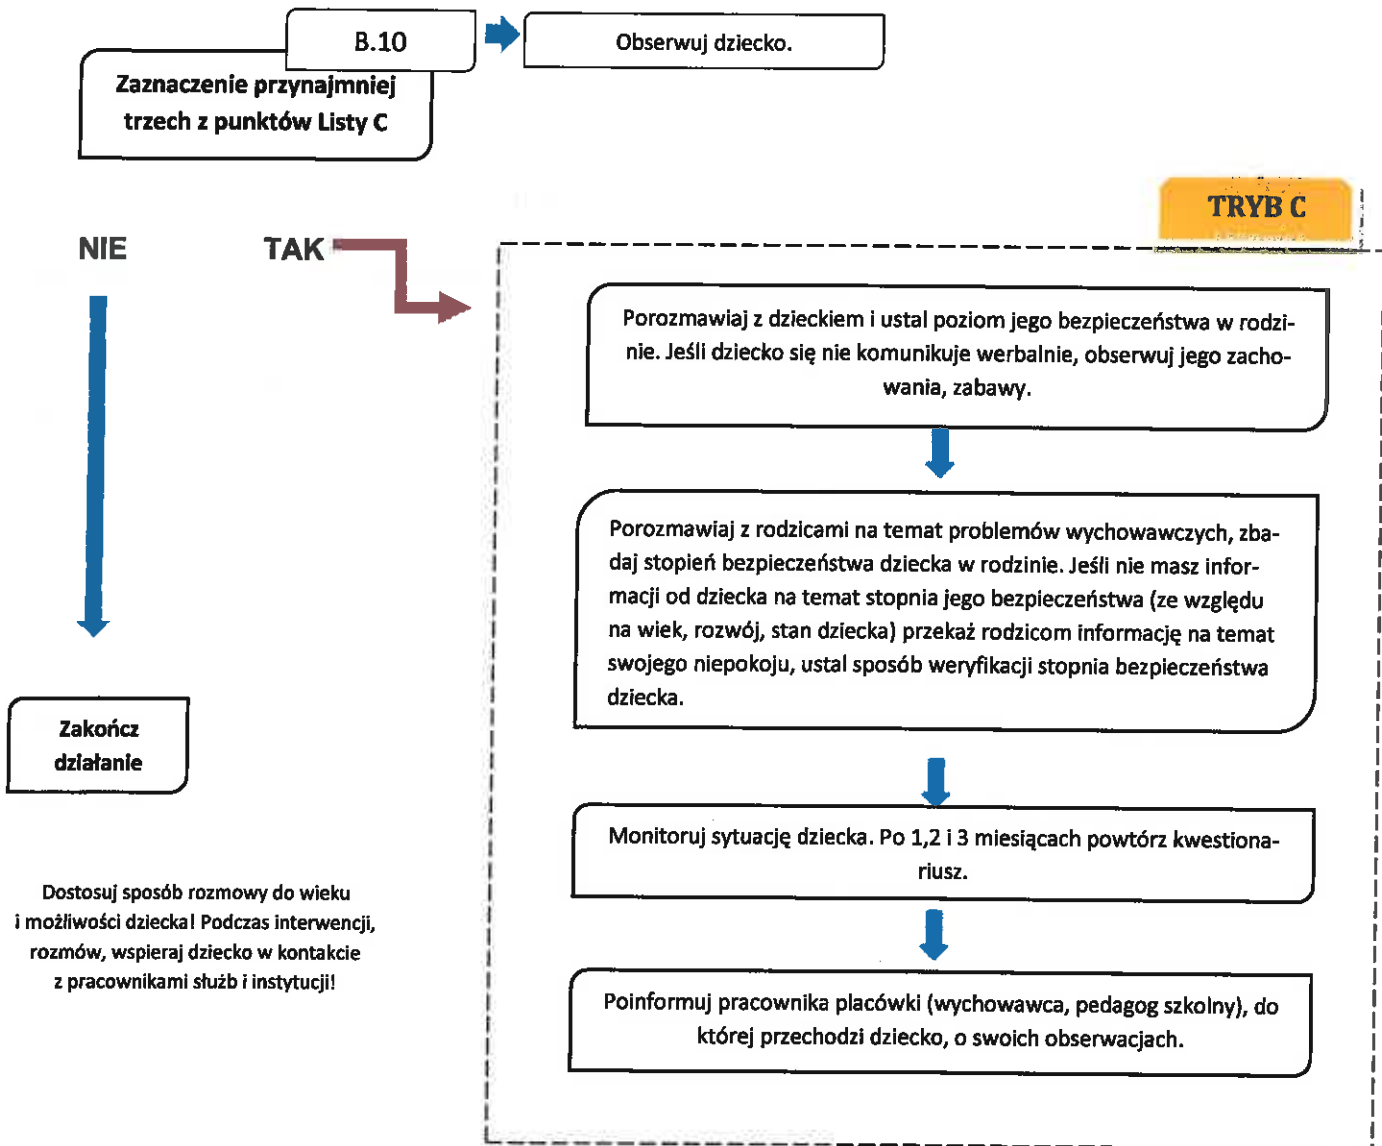 B.10
Obserwuj dziecko.
Zaznaczenie przynajmniej
trzech z punktów Listy C
TRYB C
NIE
TAK
Porozmawiaj z dzieckiem i ustal poziom jego bezpieczeństwa w rodzi-
nie. Jeśli dziecko się nie komunikuje werbalnie, obserwuj jego zacho-
wania, zabawy.
Porozmawiaj z rodzicami na temat problemów wychowawczych, zba-
daj stopień bezpieczeństwa dziecka w rodzinie. Jeśli nie masz infor-
macji od dziecka na temat stopnia jego bezpieczeństwa (ze względu
na wiek, rozwój, stan dziecka) przekaż rodzicom informację na temat
swojego niepokoju, ustal sposób weryfikacji stopnia bezpieczeństwa
dziecka.
Zakończ
działanie
Monitoruj sytuację dziecka. Po 1,2 i 3 miesiącach powtórz kwestiona-
riusz.
Dostosuj sposób rozmowy do wieku
i możliwości dziecka! Podczas interwencji,
rozmów, wspieraj dziecko w kontakcie
z pracownikami służb i instytucji!
Poinformuj pracownika placówki (wychowawca, pedagog szkolny), do
której przechodzi dziecko, o swoich obserwacjach.